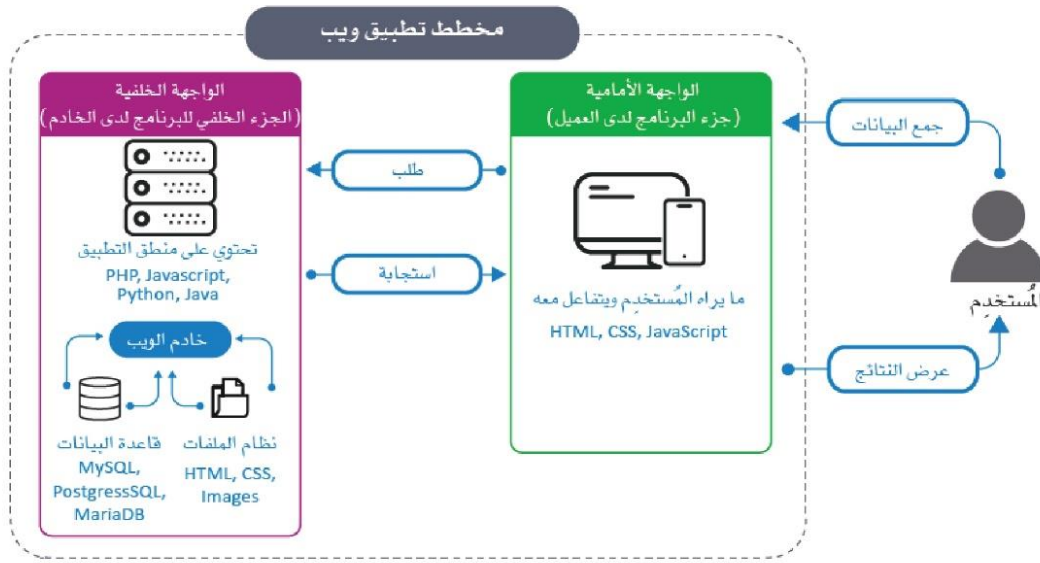 مخطط تطبيق ويب
الواجهة الأمامية
(جزء البرنامج لدى العميل)
ما يراه المُستخدِم ويتفاعل معه
HTML, CSS, JavaScript
جمع البيانات
المُستخدِم
عرض النتائج
طلب
استجابة
الواجهة الخلفية
(الجزء الخلفي للبرنامج لدى الخادم)
تحتوي على منطق التطبيق
PHP, Javascript,
Python, Java
خادم الويب
نظام الملفات
HTML, CSS,
Images
قاعدة البيانات
MySQL,
PostgressSQL,
MariaDB